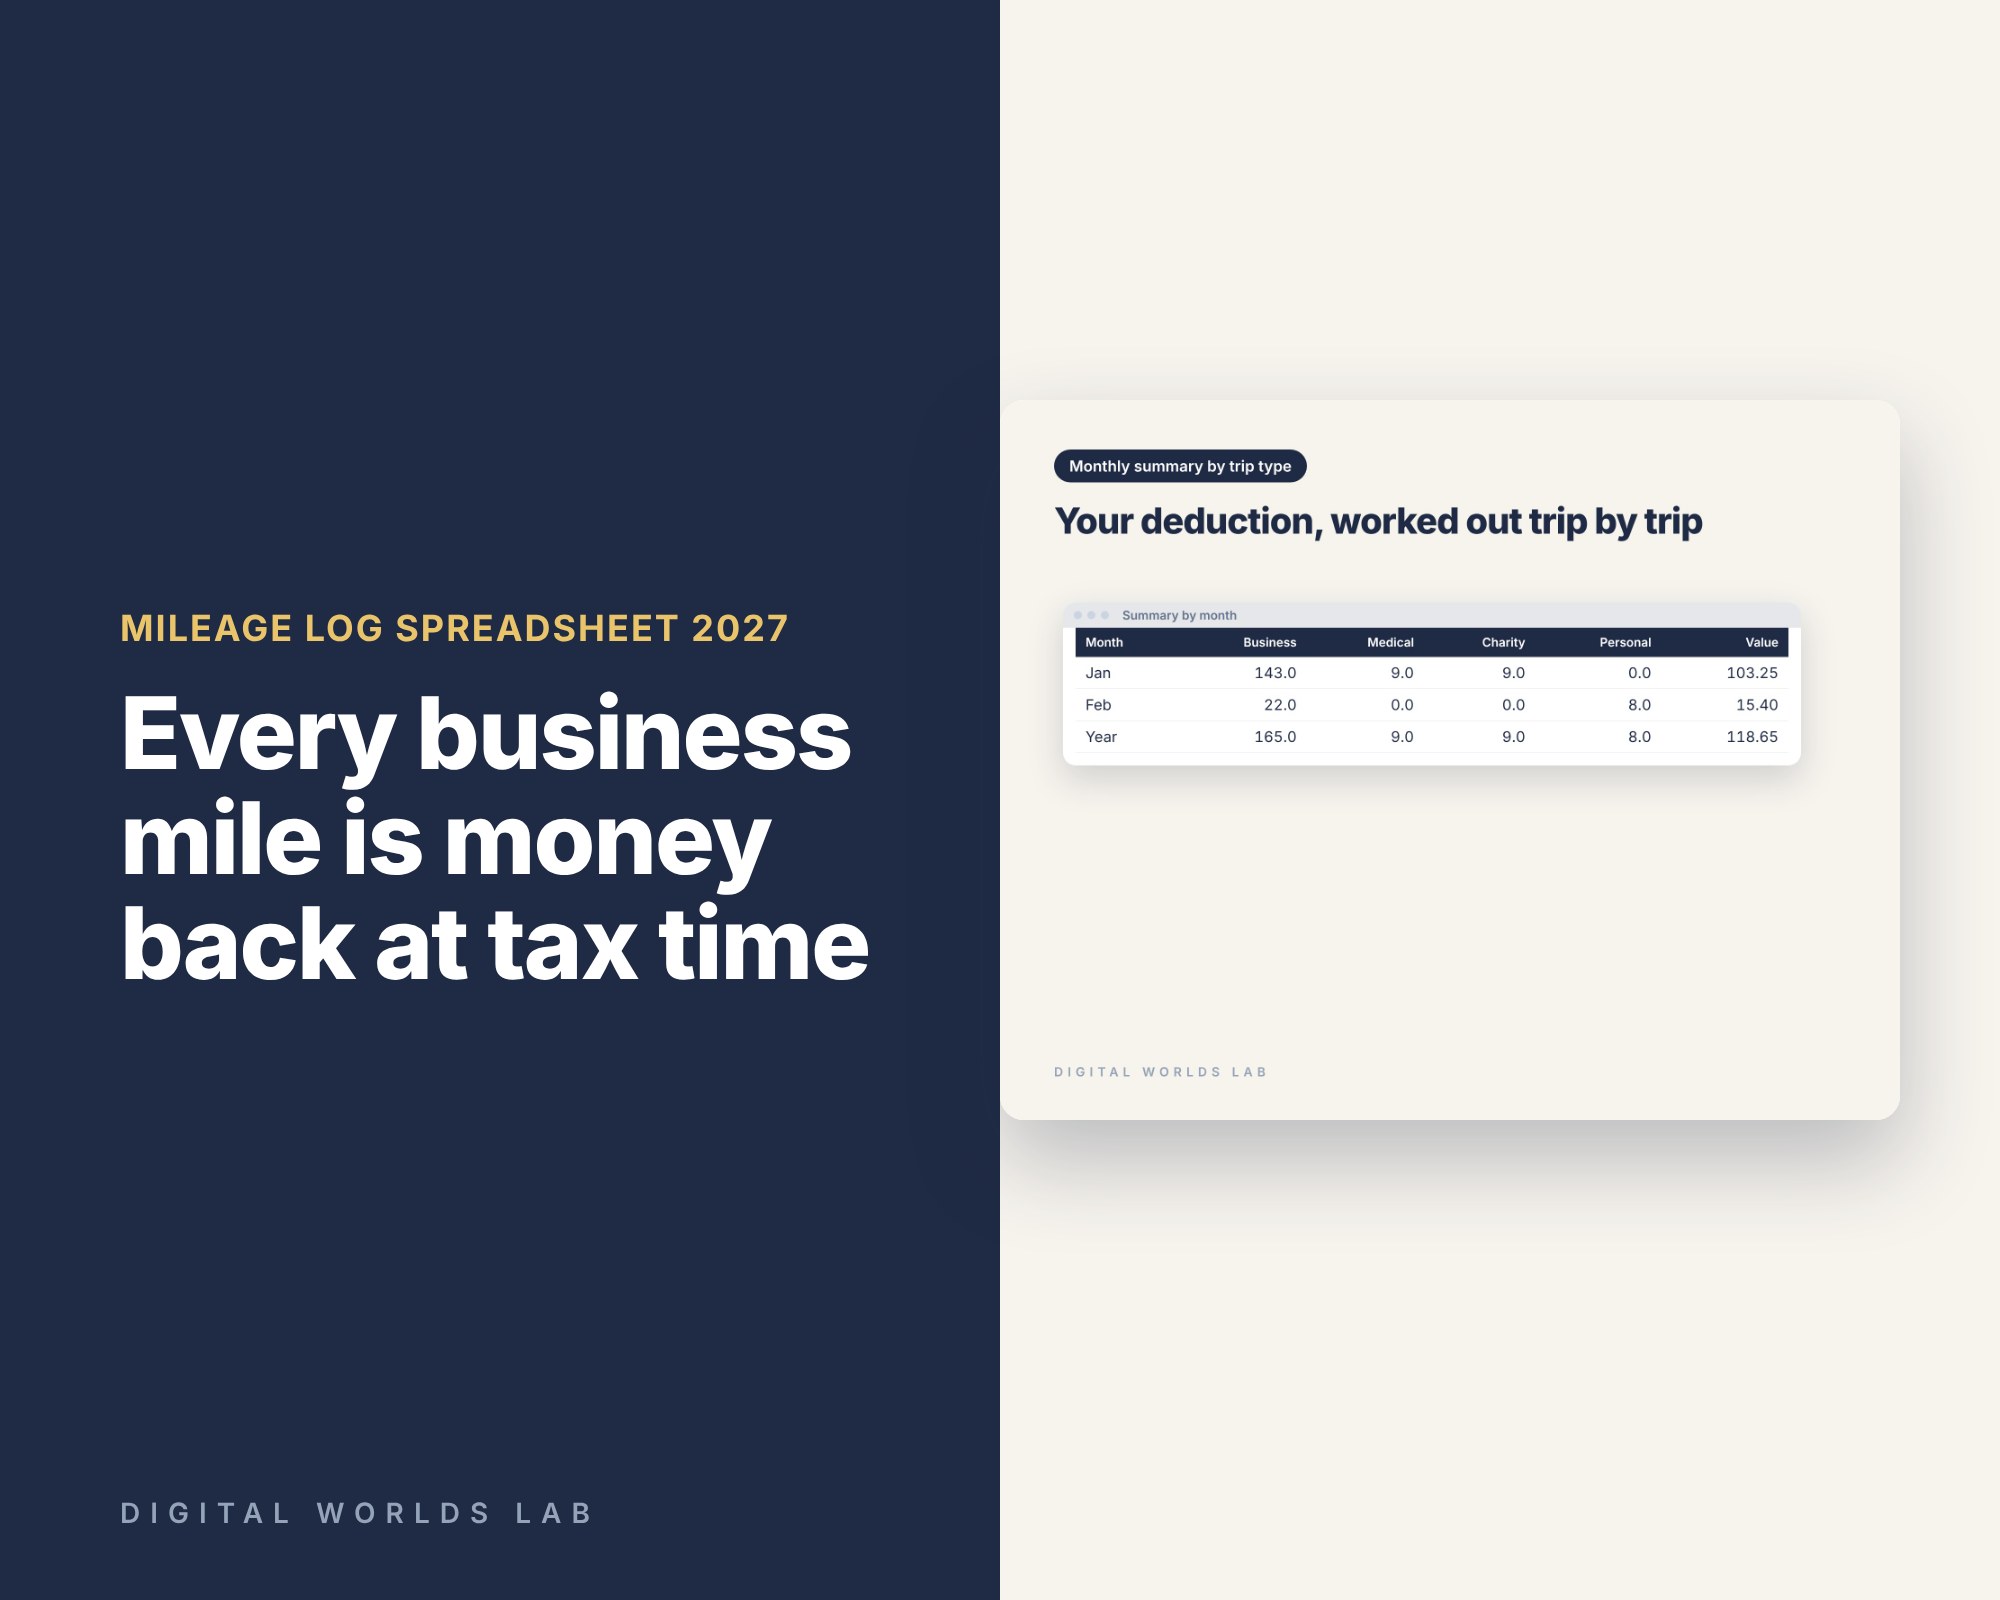 MILEAGE LOG SPREADSHEET 2027
Every business
mile is money
back at tax time
DIGITAL WORLDS LAB
Monthly summary by trip type
Your deduction, worked out trip by trip
Summary by month
Month Business Medical Charity Personal Value
Jan 143.0 9.0 9.0 0.0 103.25
Feb 22.0 0.0 0.0 8.0 15.40
Year 165.0 9.0 9.0 8.0 118.65
DIGITAL WORLDS LAB